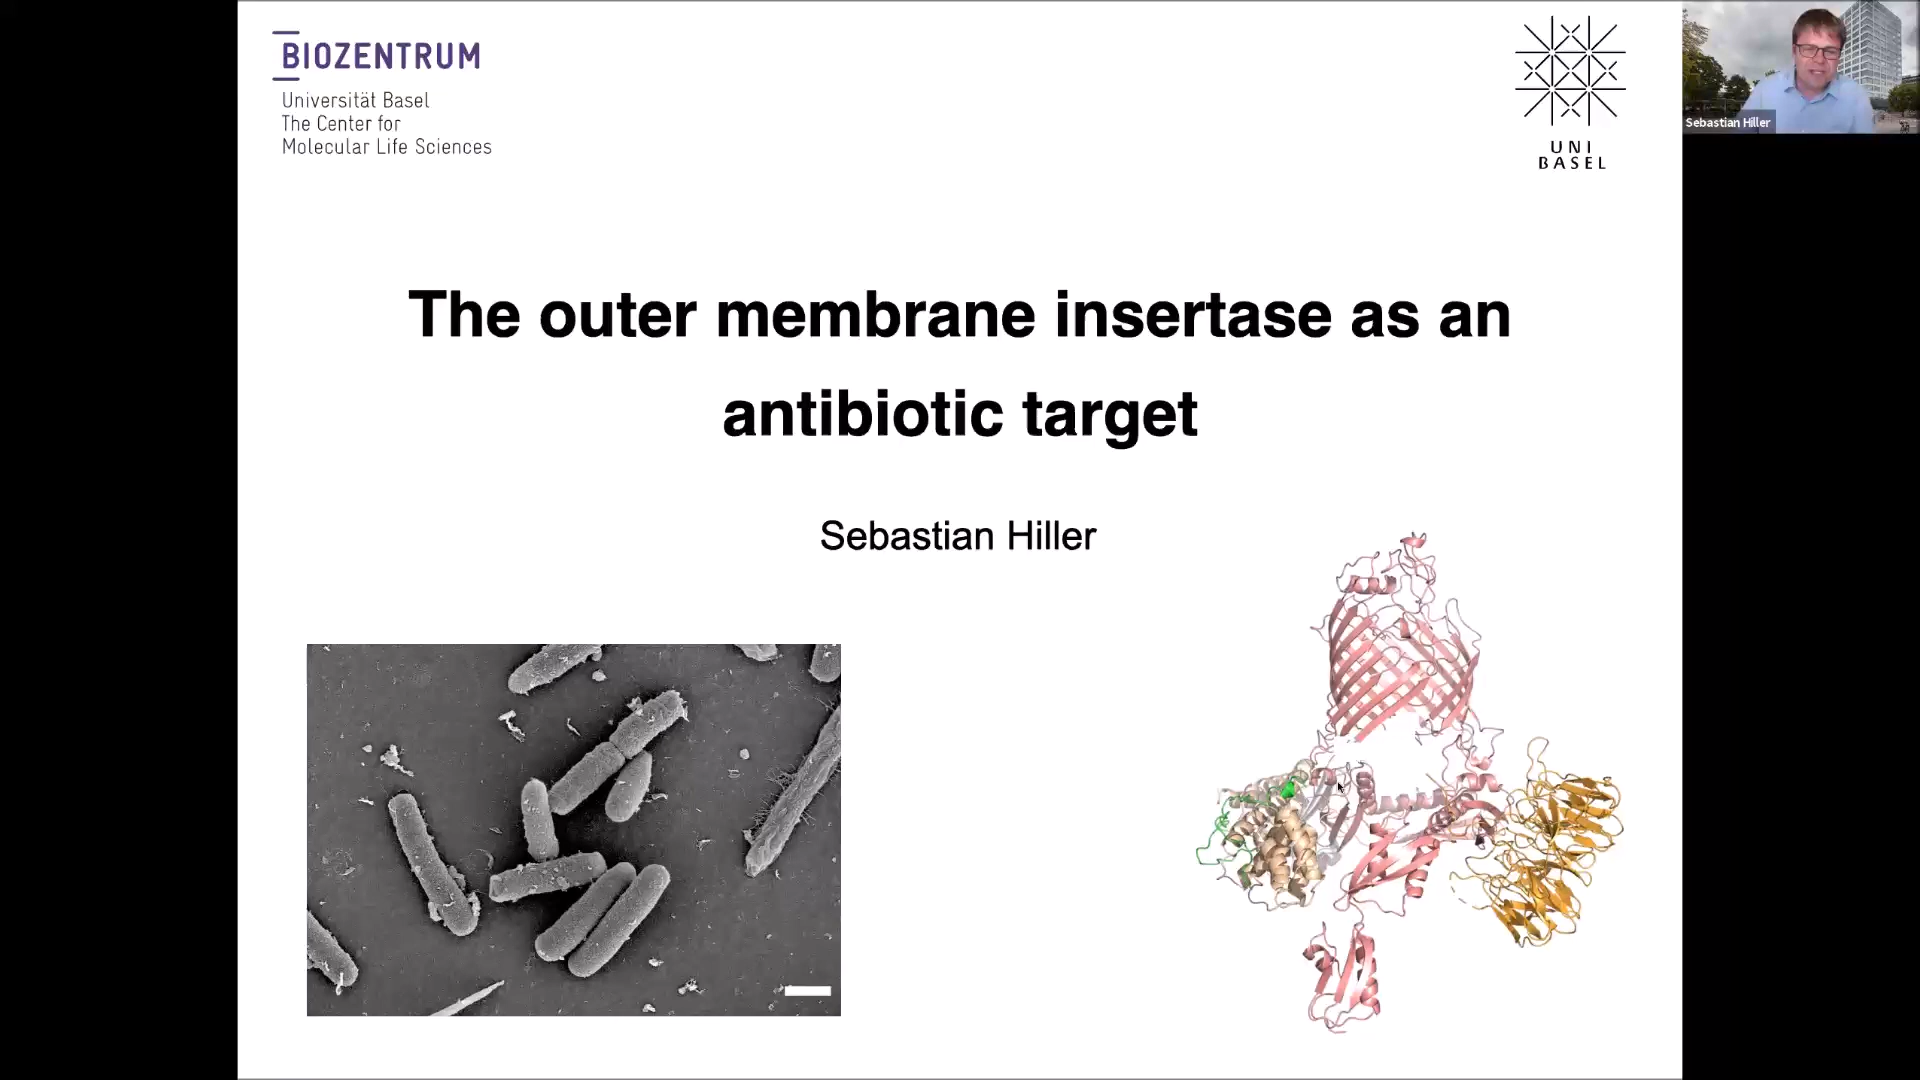 BIOZENTRUM
Universität Basel
The Center for
Molecular Life Sciences
UNI
BASEL
Sebastian Hiller
The outer membrane insertase as an
antibiotic target
Sebastian Hiller